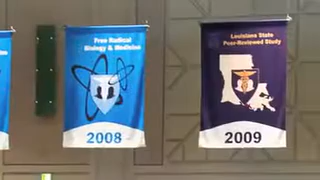 Free Radical
Biology & Medicine
2008
Louisiana State
Peer-Reviewed Study
2009